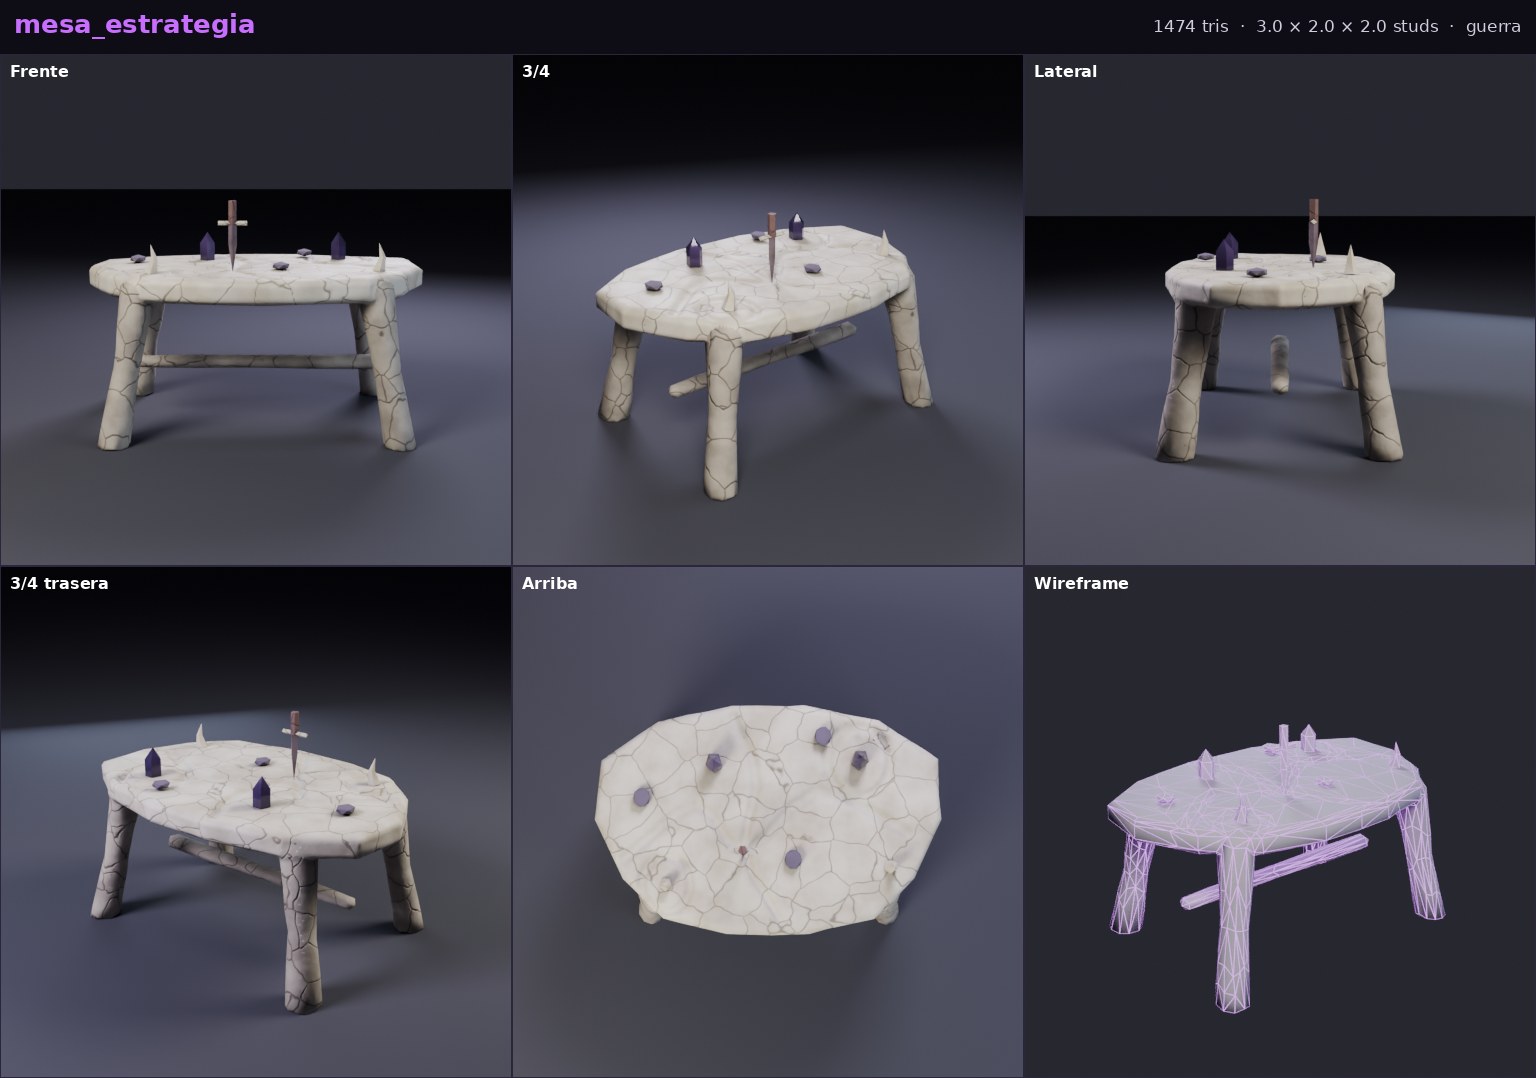 mesa_estrategia
1474 tris · 3.0 × 2.0 × 2.0 studs · guerra
Frente
3/4
Lateral
3/4 trasera
Arriba
Wireframe